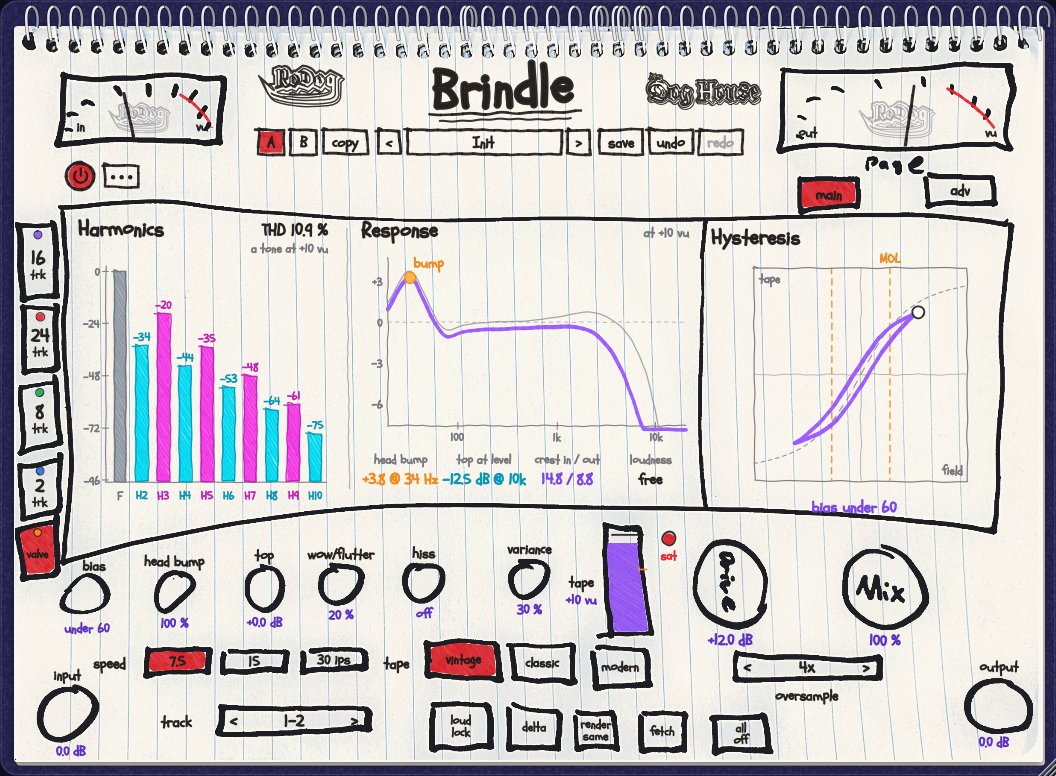 RoDog
Brindle
The Dog House
in
RoDog
vu
out
RoDog
vu
A
B
copy
<
Init
>
save
undo
redo
Page
main
adv
Harmonics
THD 10.9 %
a tone at +10 vu
Response
at +10 vu
Hysteresis
16
trk
24
trk
8
trk
2
trk
valve
0
-24
-48
-72
-96
-34
-20
-44
-35
-53
-48
-64
-61
-75
F
H2
H3
H4
H5
H6
H7
H8
H9
H10
bump
+3
0
-3
-6
100
1k
10k
head bump
top at level
crest in / out
loudness
+3.8 @ 34 Hz
-12.5 dB @ 10k
14.8 / 8.8
free
MOL
tape
field
bias under 60
bias
under 60
head bump
100 %
top
+0.0 dB
wow/flutter
20 %
hiss
off
variance
30 %
tape
+10 vu
sat
Drive
+12.0 dB
Mix
100 %
speed
7.5
15
30 ips
tape
vintage
classic
modern
<
4x
>
oversample
input
0.0 dB
track
<
1-2
>
loud
lock
delta
render
same
fetch
all
off
output
0.0 dB